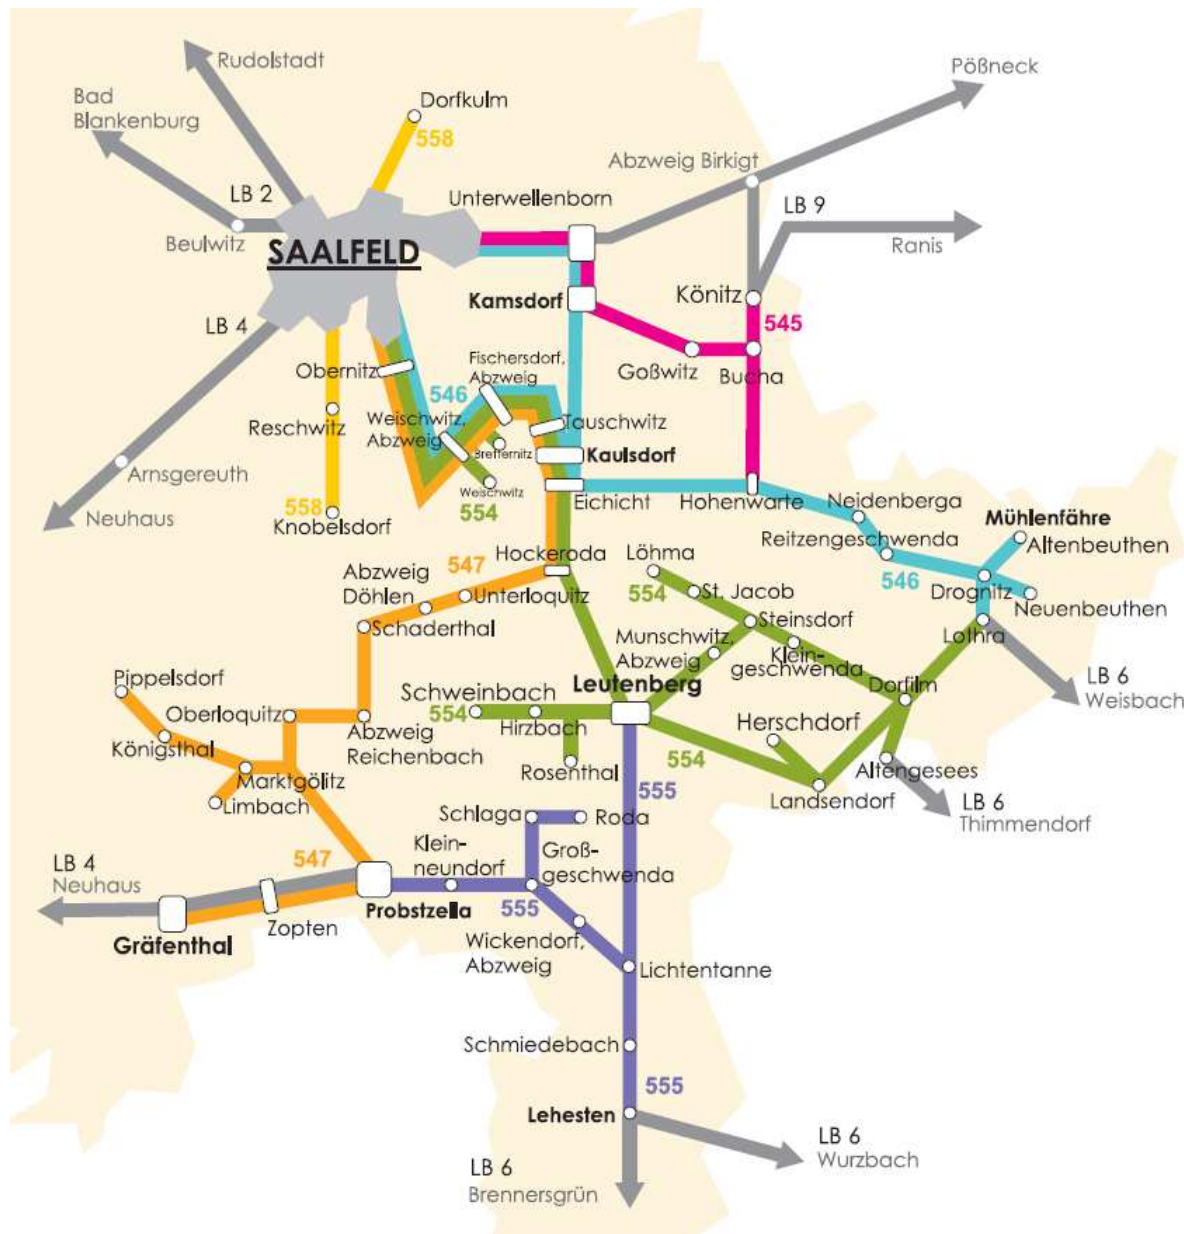 Pößneck
Rudolstadt
Bad
Blankenburg
Dorfkulm
558
Abzweig Birkigt
LB 2
Unterwellenborn
LB 9
Beulwitz
SAALFELD
Ranis
Kamsdorf
Könitz
LB 4
545
Fischersdorf,
Abzweig
Obernitz
546
Goßwitz
Bucha
Weischwitz,
Abzweig
Tauschwitz
Reschwitz
Breternitz
Kaulsdorf
Arnsgereuth
Weischwitz
554
Eichicht
Hohenwarte
Neidenberga
Neuhaus
558
Knobelsdorf
Mühlenfähre
Altenbeuthen
Reitzengeschwenda
Hockeroda
Löhma
547
546
Abzweig
Döhlen
Unterloquitz
554
St. Jacob
Drognitz
Neuenbeuthen
Schaderthal
Steinsdorf
Lothra
Munschwitz,
Abzweig
Klein-
geschwenda
Pippelsdorf
Leutenberg
LB 6
Weisbach
Schweinbach
Dorfilm
Oberloquitz
554
Hirzbach
Herschdorf
Königsthal
Abzweig
Reichenbach
554
Rosenthal
Altengesees
Marktgölitz
555
Landsendorf
Limbach
LB 6
Thimmendorf
Schlaga
Roda
Klein-
neundorf
Groß-
geschwenda
LB 4
Neuhaus
547
Probstzella
555
Zopten
Gräfenthal
Wickendorf,
Abzweig
Lichtentanne
Schmiedebach
555
Lehesten
LB 6
Wurzbach
LB 6
Brennersgrün